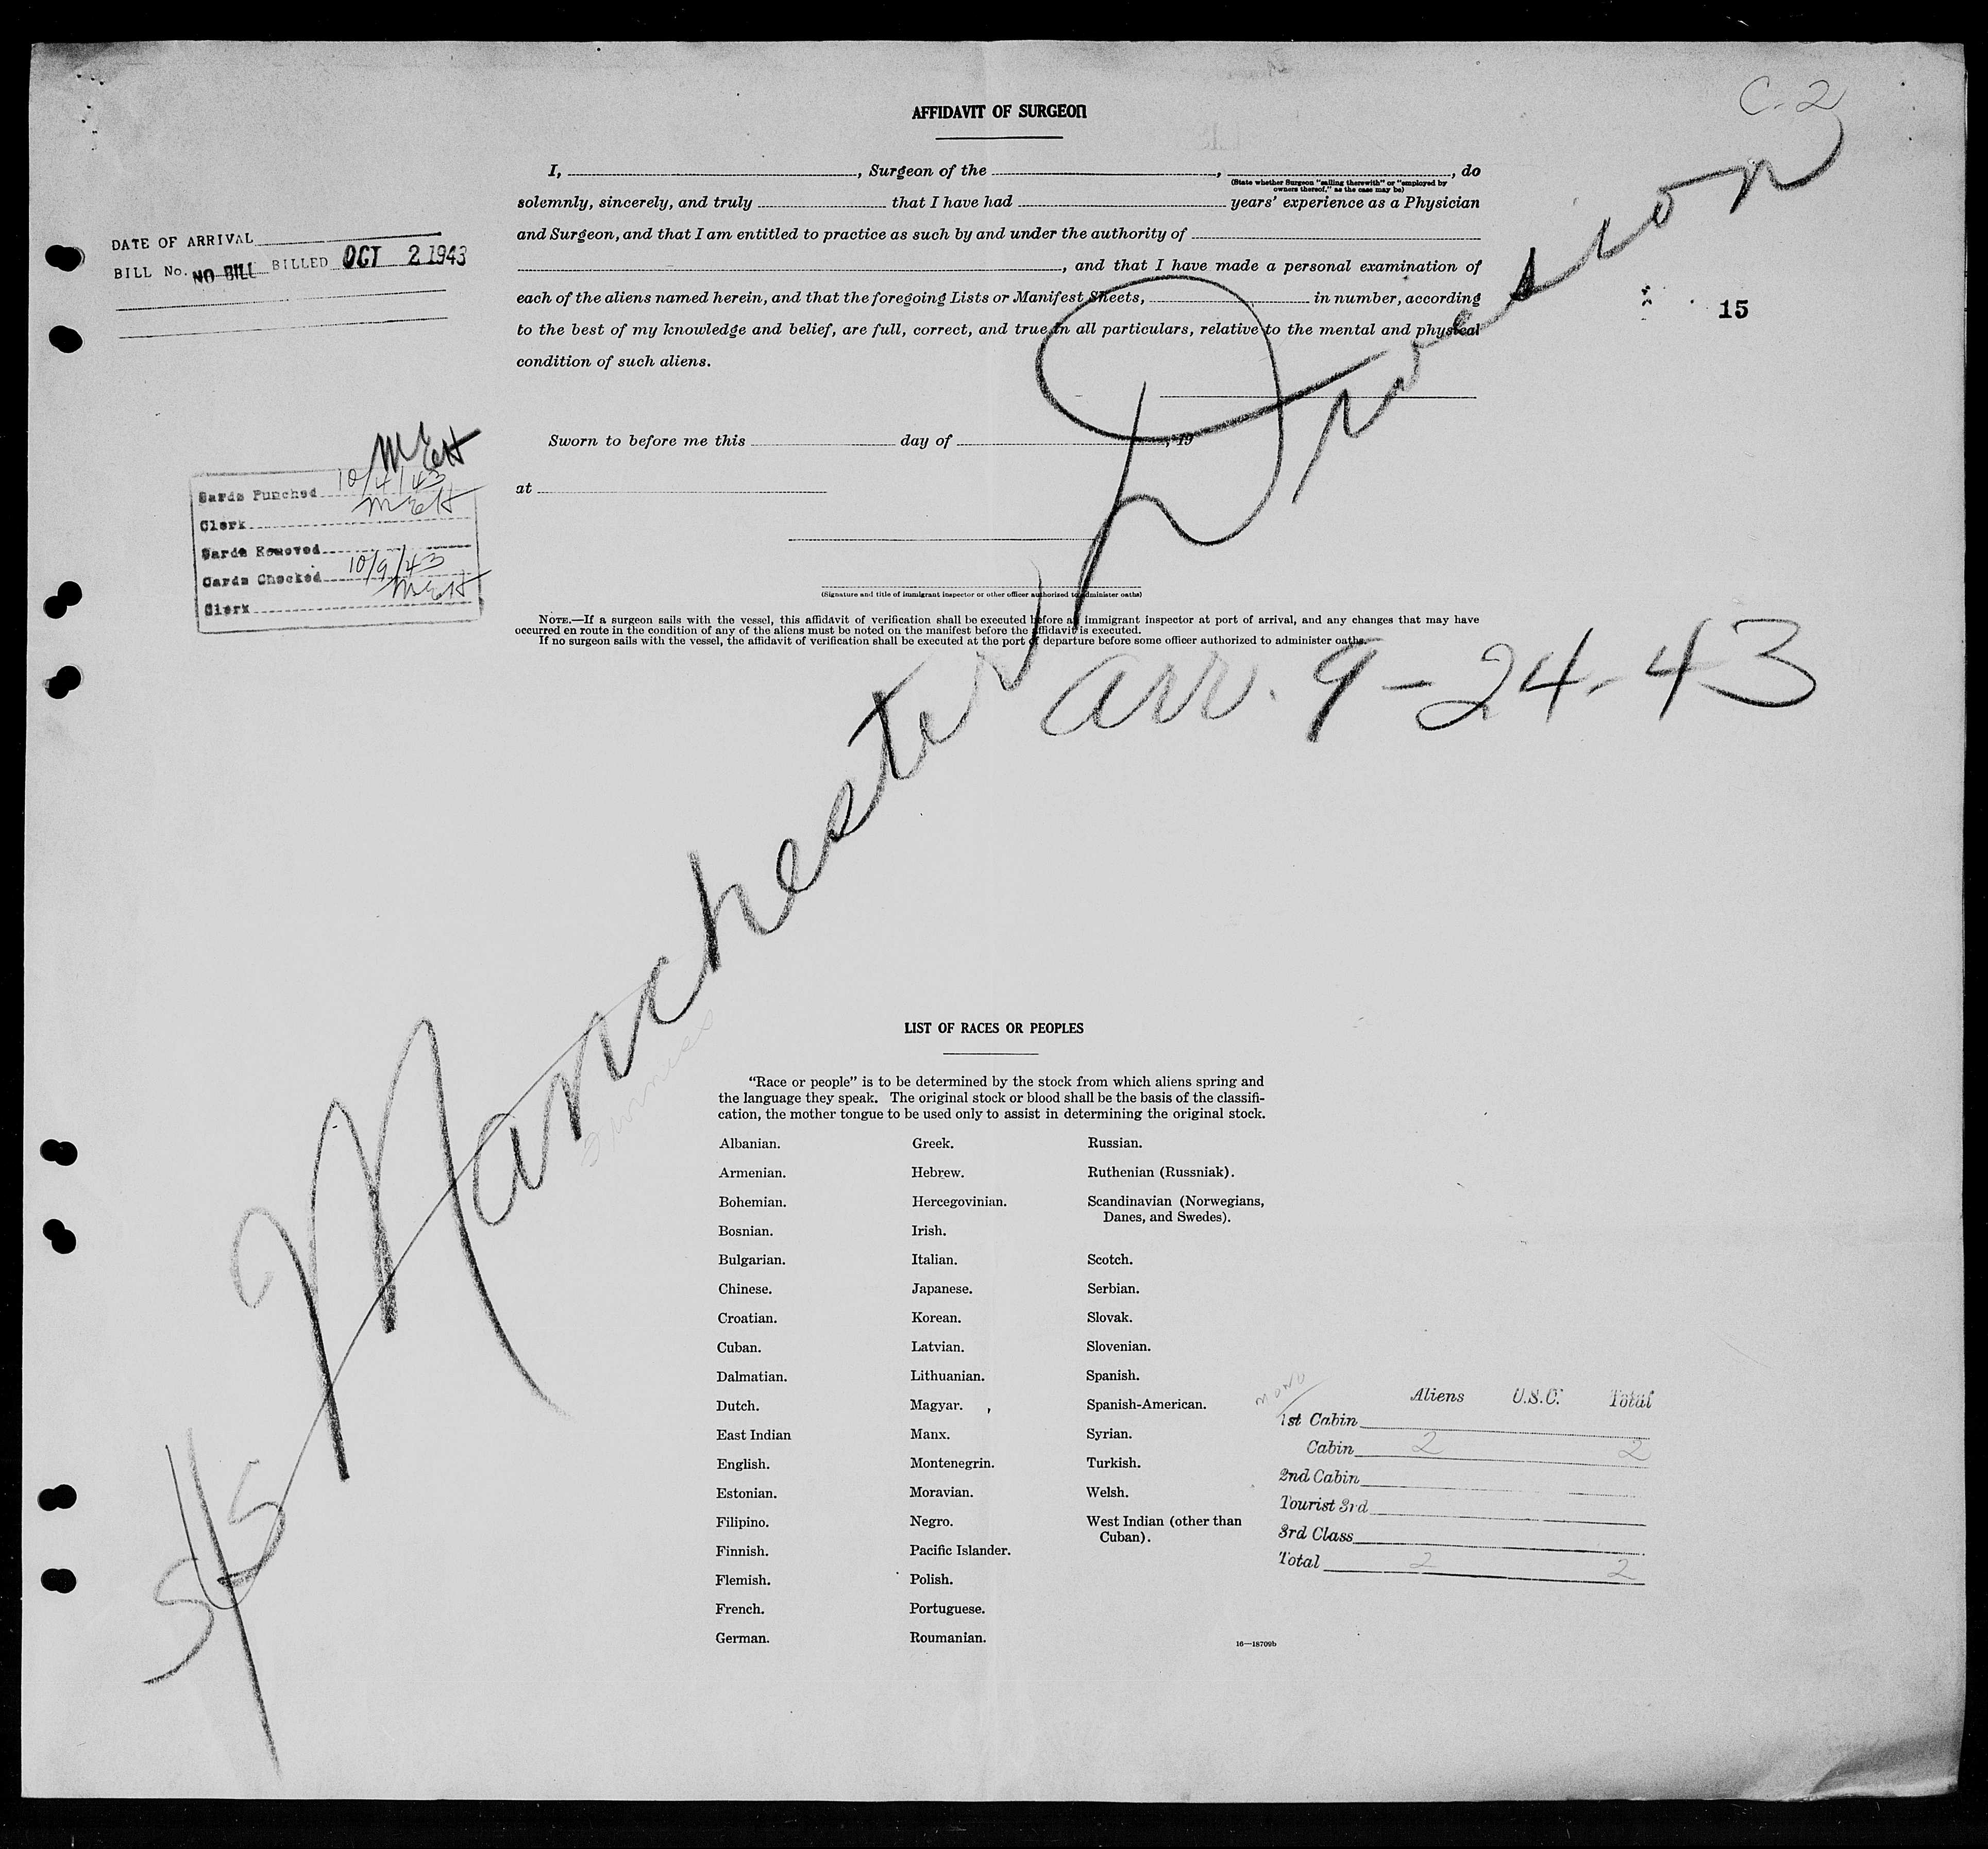 C-2
AFFIDAVIT OF SURGEON
I, , Surgeon of the , , do
(State whether Surgeon "sailing therewith" or "employed by
owners thereof," as the case may be)
solemnly, sincerely, and truly that I have had years' experience as a Physician
and Surgeon, and that I am entitled to practice as such by and under the authority of
, and that I have made a personal examination of
each of the aliens named herein, and that the foregoing Lists or Manifest Sheets, in number, according
to the best of my knowledge and belief, are full, correct, and true in all particulars, relative to the mental and physical
condition of such aliens.
DATE OF ARRIVAL
BILL No. NO BILL BILLED OCT 2 1943
15
Sworn to before me this day of , 19
at
(Signature and title of immigrant inspector or other officer authorized to administer oaths)
Cards Punched 10/4/43
Clerk
Cards Removed
Cards Checked 10/9/43
Clerk
NOTE.—If a surgeon sails with the vessel, this affidavit of verification shall be executed before an immigrant inspector at port of arrival, and any changes that may have
occurred en route in the condition of any of the aliens must be noted on the manifest before the affidavit is executed.
If no surgeon sails with the vessel, the affidavit of verification shall be executed at the port of departure before some officer authorized to administer oaths.
S/S Manchester Division
arr. 9-24-43
LIST OF RACES OR PEOPLES
"Race or people" is to be determined by the stock from which aliens spring and
the language they speak. The original stock or blood shall be the basis of the classifi-
cation, the mother tongue to be used only to assist in determining the original stock.
Albanian.
Armenian.
Bohemian.
Bosnian.
Bulgarian.
Chinese.
Croatian.
Cuban.
Dalmatian.
Dutch.
East Indian
English.
Estonian.
Filipino.
Finnish.
Flemish.
French.
German.
Greek.
Hebrew.
Hercegovinian.
Irish.
Italian.
Japanese.
Korean.
Latvian.
Lithuanian.
Magyar.
Manx.
Montenegrin.
Moravian.
Negro.
Pacific Islander.
Polish.
Portuguese.
Roumanian.
Russian.
Ruthenian (Russniak).
Scandinavian (Norwegians,
Danes, and Swedes).
Scotch.
Serbian.
Slovak.
Slovenian.
Spanish.
Spanish-American.
Syrian.
Turkish.
Welsh.
West Indian (other than
Cuban).
16—18709b
Aliens U.S.C. Total
1st Cabin
Cabin 2 2
2nd Cabin
Tourist 3rd
3rd Class
Total 2 2